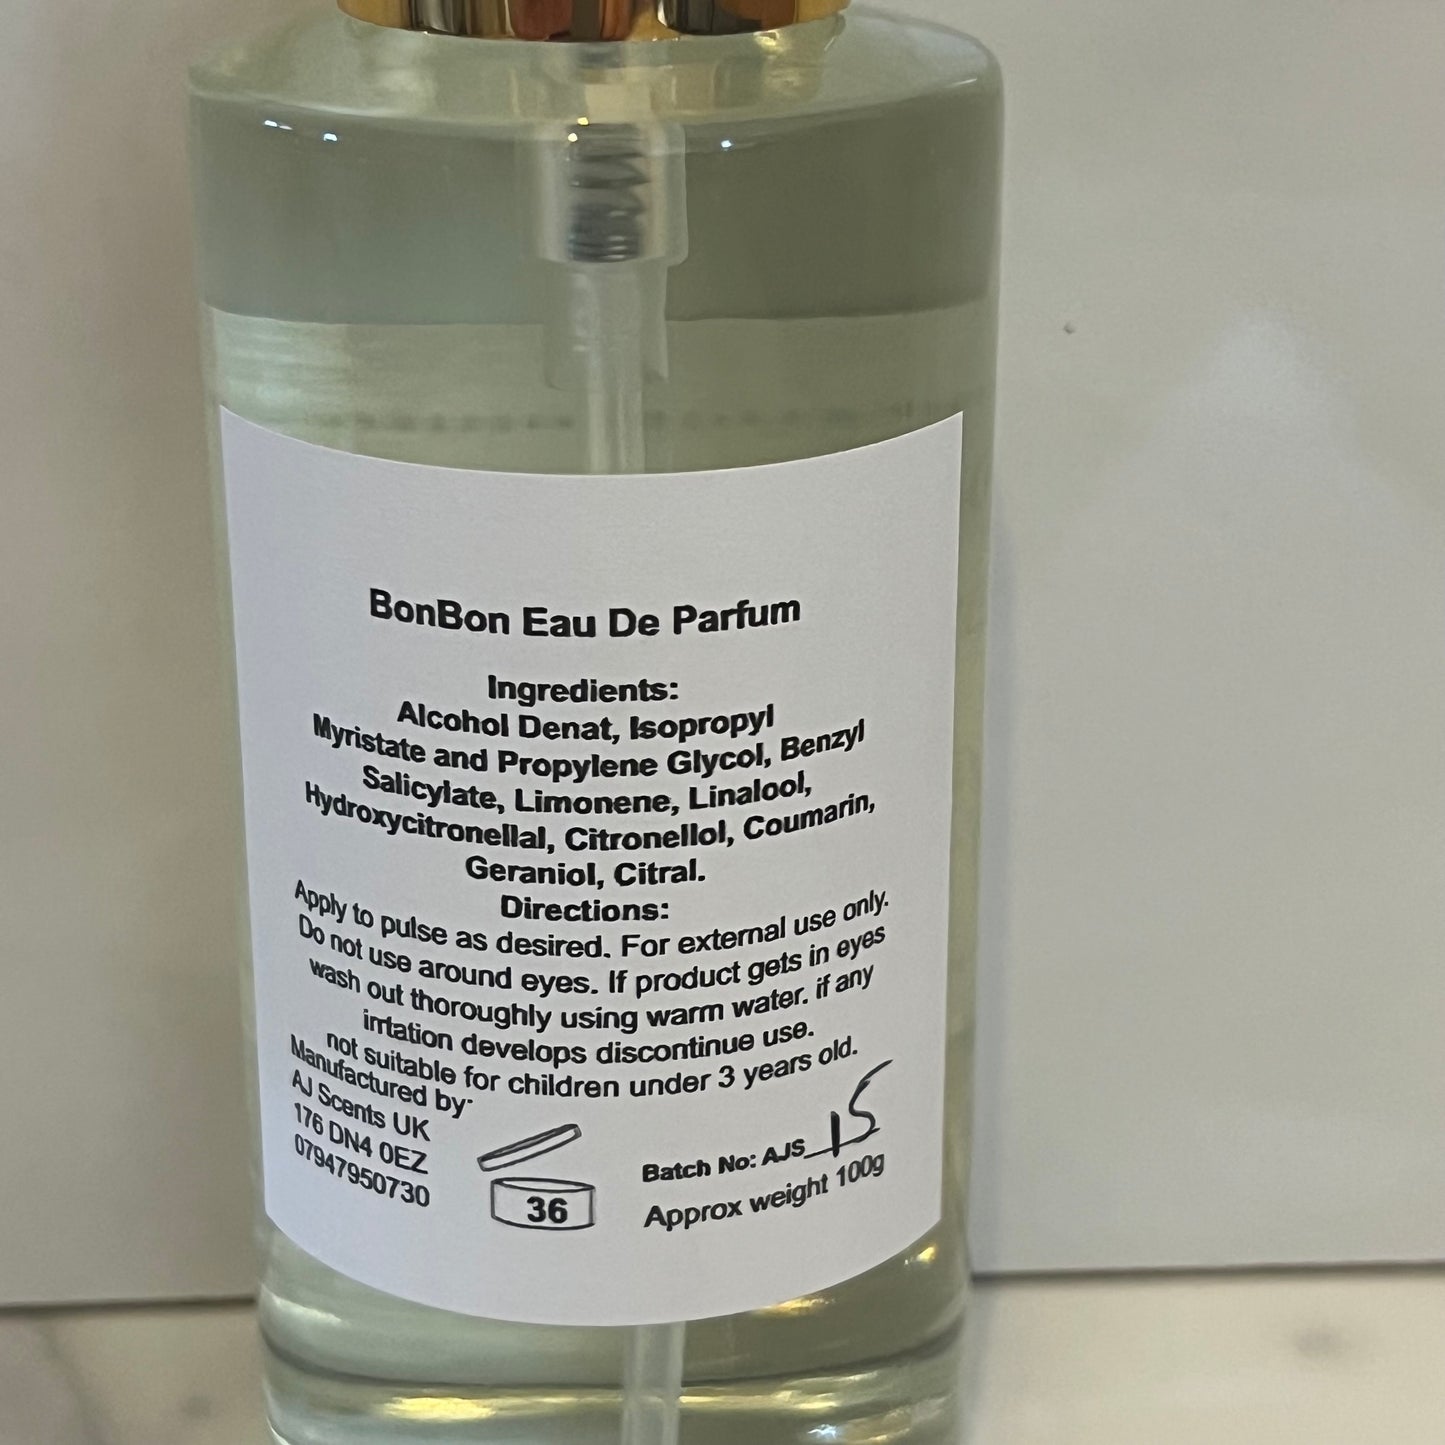 BonBon Eau De Parfum
Ingredients:
Alcohol Denat, Isopropyl
Myristate and Propylene Glycol, Benzyl
Salicylate, Limonene, Linalool,
Hydroxycitronellal, Citronellol, Coumarin,
Geraniol, Citral.
Directions:
Apply to pulse as desired. For external use only.
Do not use around eyes. If product gets in eyes
wash out thoroughly using warm water. if any
irrtation develops discontinue use.
not suitable for children under 3 years old.
Manufactured by:
AJ Scents UK
176 DN4 0EZ
07947950730
36
Batch No: AJS_15
Approx weight 100g